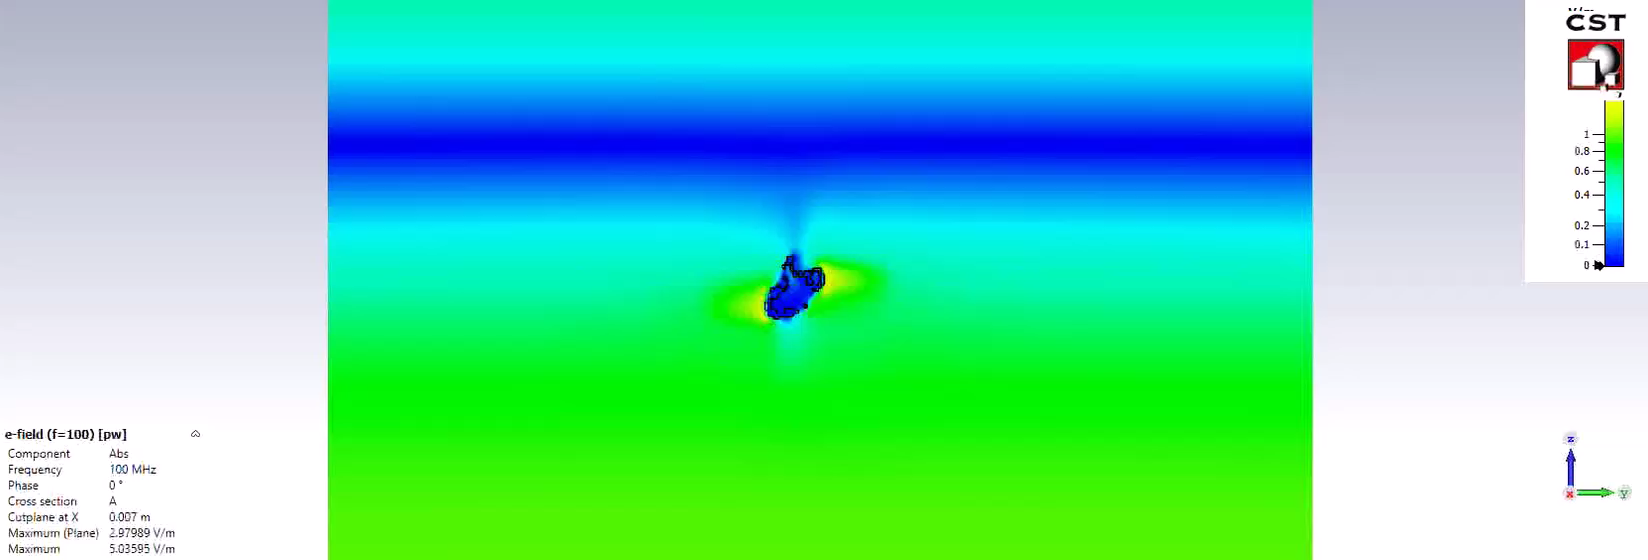 CST
1
0.8
0.6
0.4
0.2
0.1
0
e-field (f=100) [pw]
Component Abs
Frequency 100 MHz
Phase 0 °
Cross section A
Cutplane at X 0.007 m
Maximum (Plane) 2.97989 V/m
Maximum 5.03595 V/m
z
x
y